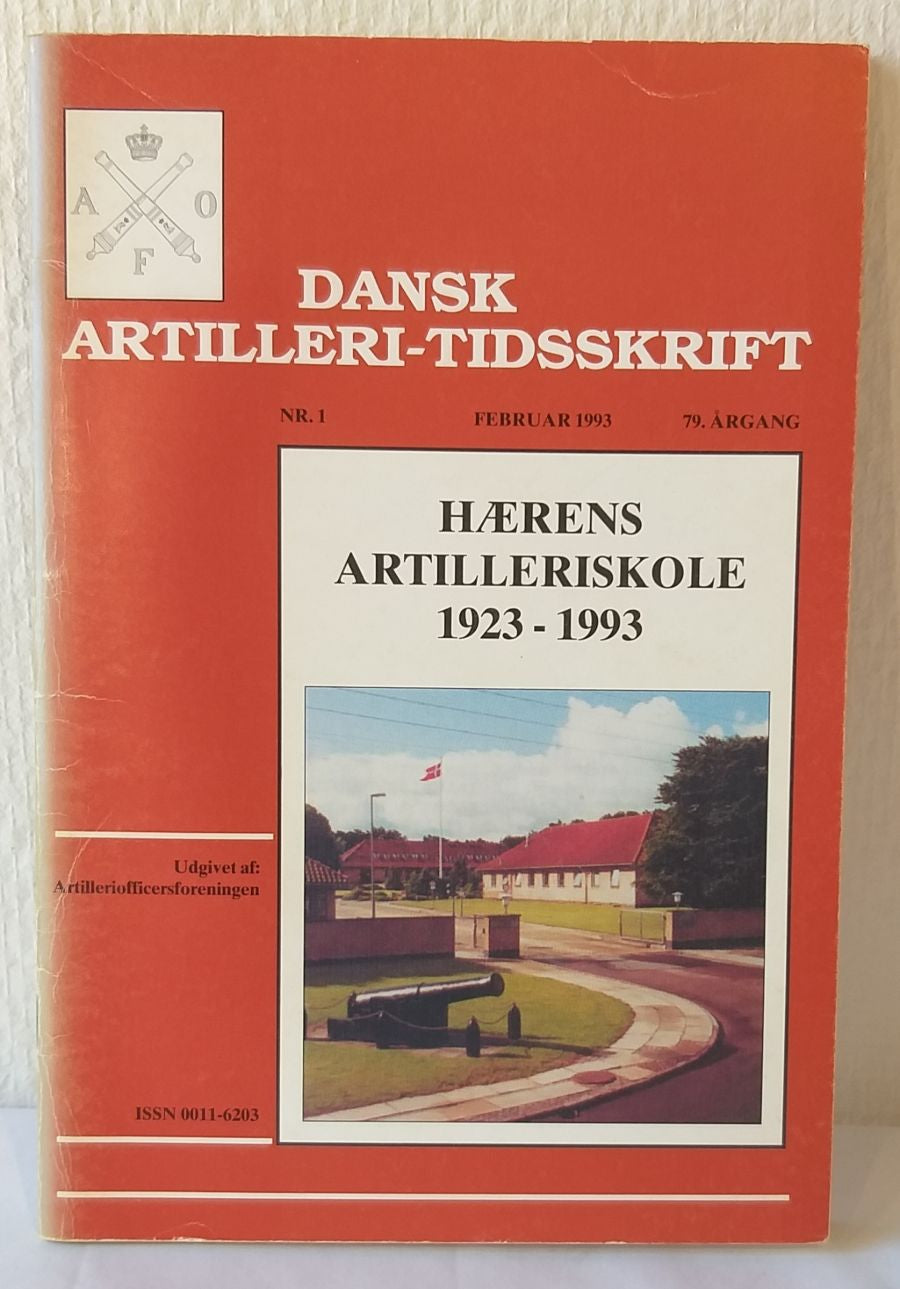 A O
F
DANSK
ARTILLERI-TIDSSKRIFT
NR. 1 FEBRUAR 1993 79. ÅRGANG
HÆRENS
ARTILLERISKOLE
1923 - 1993
Udgivet af:
Artilleriofficersforeningen
ISSN 0011-6203